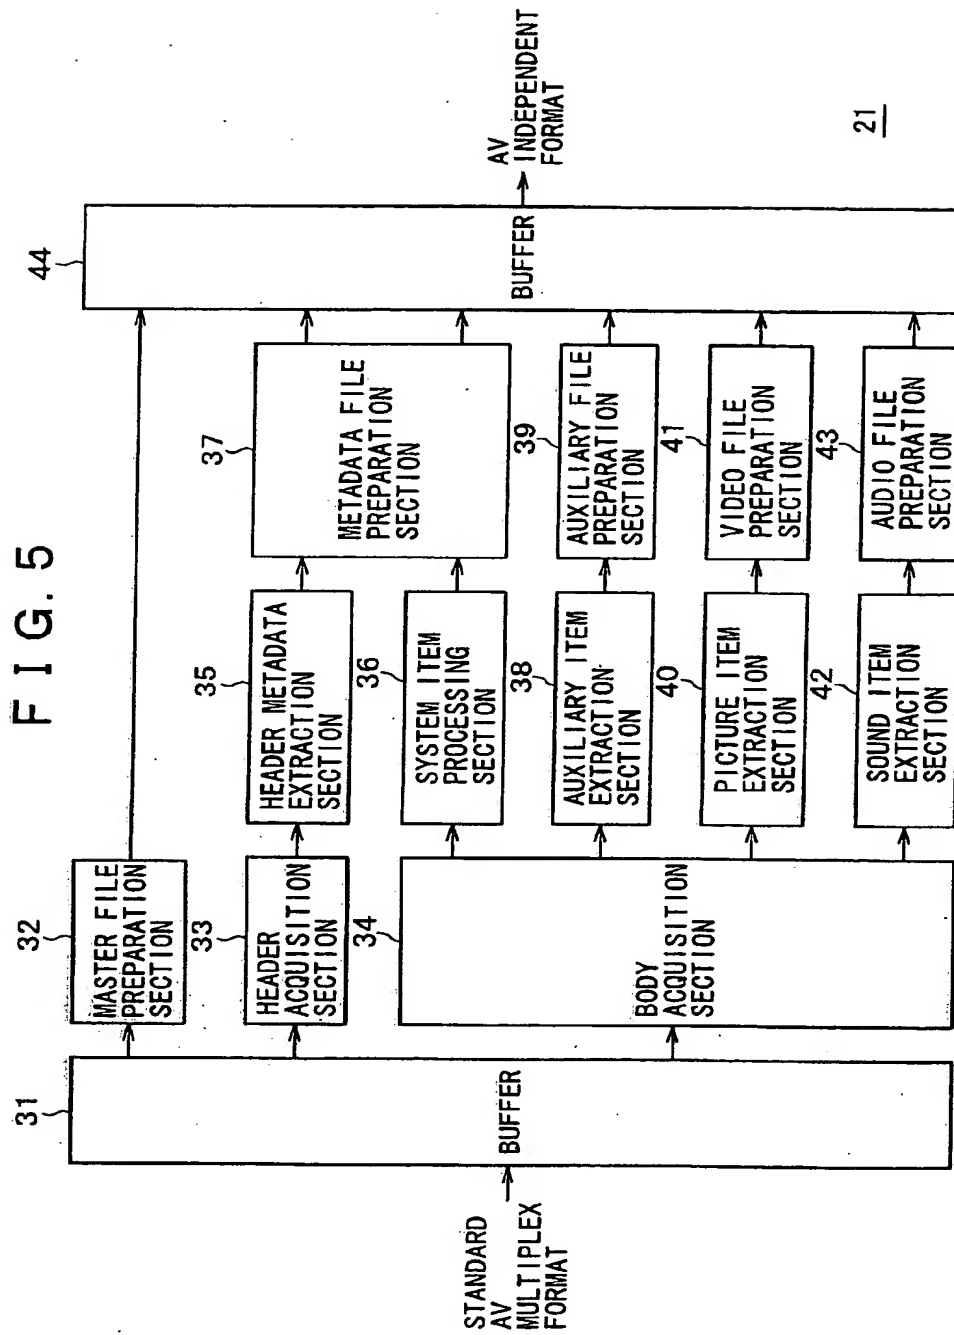 FIG. 5
STANDARD
AV
MULTIPLEX
FORMAT
31
BUFFER
32
MASTER FILE
PREPARATION
SECTION
33
HEADER
ACQUISITION
SECTION
34
BODY
ACQUISITION
SECTION
35
HEADER METADATA
EXTRACTION
SECTION
36
SYSTEM ITEM
PROCESSING
SECTION
37
METADATA FILE
PREPARATION
SECTION
38
AUXILIARY ITEM
EXTRACTION
SECTION
39
AUXILIARY FILE
PREPARATION
SECTION
40
PICTURE ITEM
EXTRACTION
SECTION
41
VIDEO FILE
PREPARATION
SECTION
42
SOUND ITEM
EXTRACTION
SECTION
43
AUDIO FILE
PREPARATION
SECTION
44
BUFFER
AV
INDEPENDENT
FORMAT
21